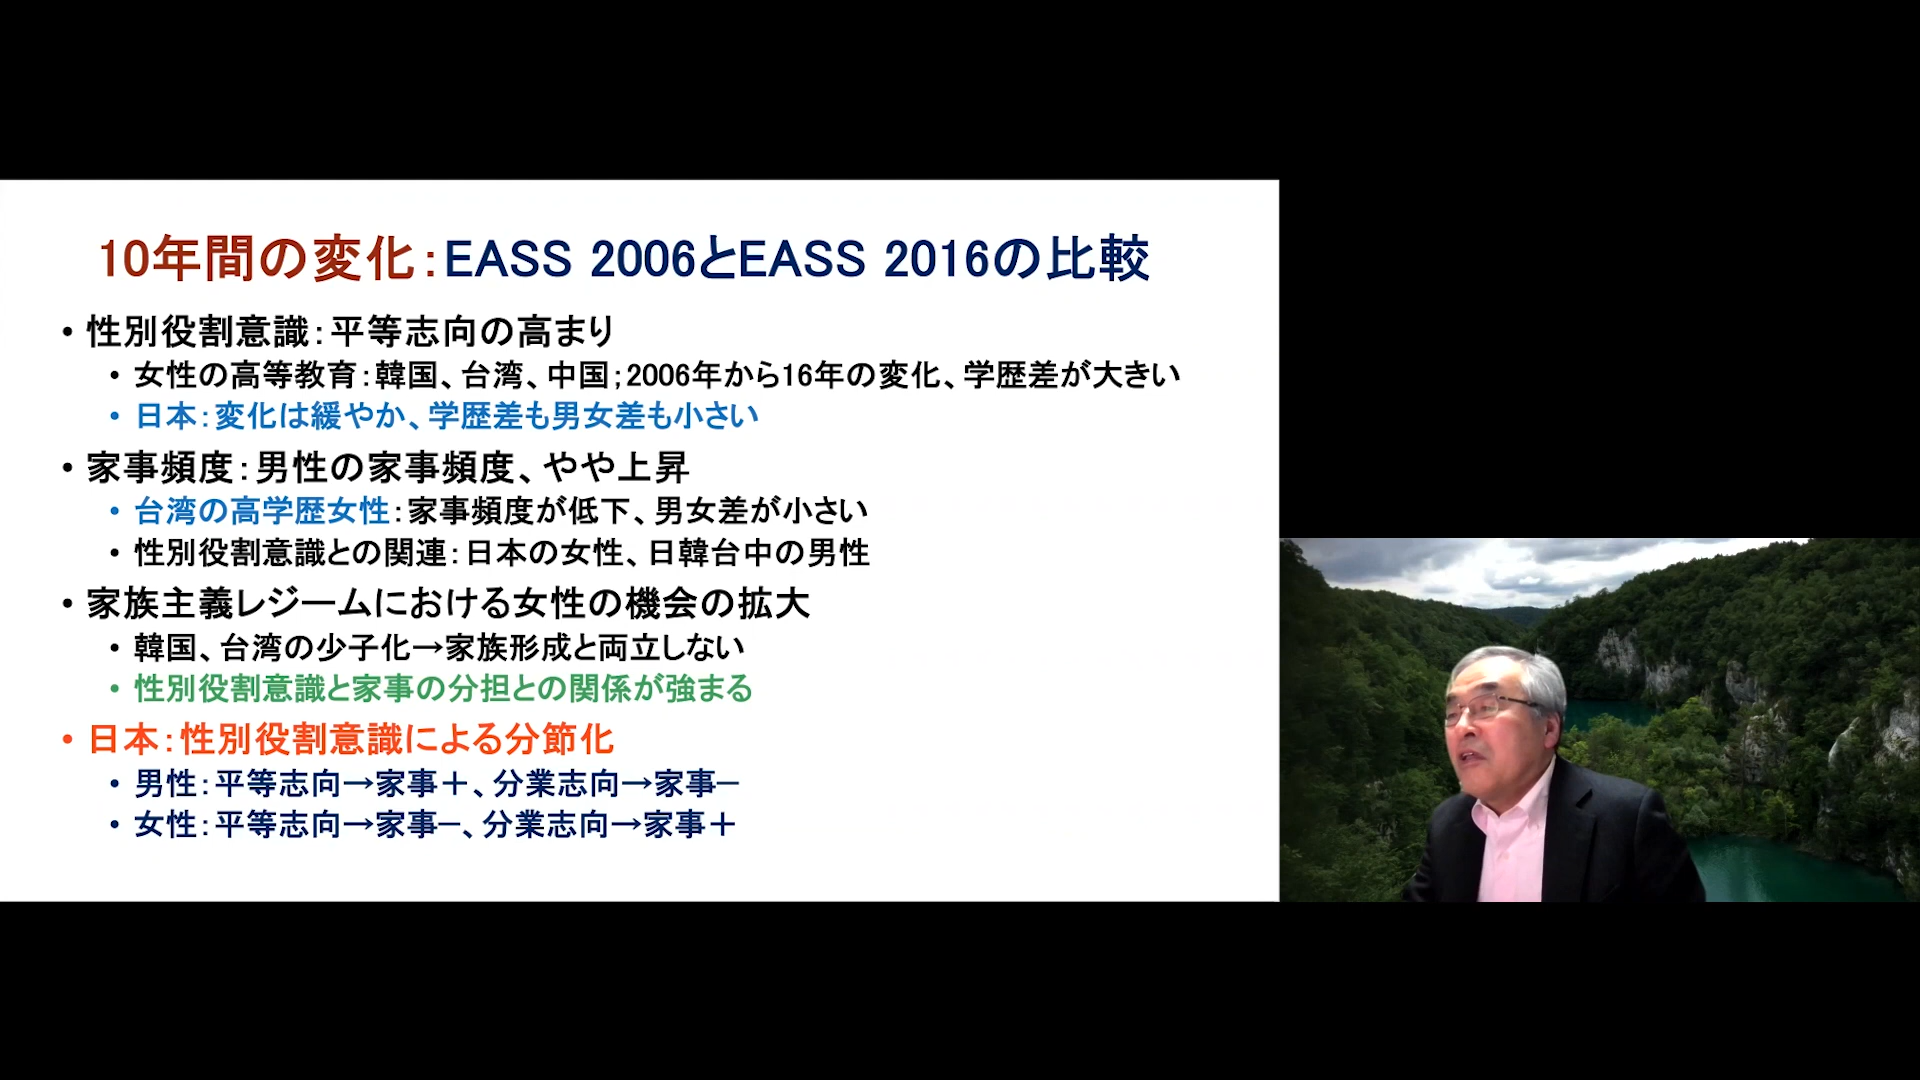 10年間の変化：EASS 2006とEASS 2016の比較
• 性別役割意識：平等志向の高まり
• 女性の高等教育：韓国、台湾、中国；2006年から16年の変化、学歴差が大きい
• 日本：変化は緩やか、学歴差も男女差も小さい
• 家事頻度：男性の家事頻度、やや上昇
• 台湾の高学歴女性：家事頻度が低下、男女差が小さい
• 性別役割意識との関連：日本の女性、日韓台中の男性
• 家族主義レジームにおける女性の機会の拡大
• 韓国、台湾の少子化→家族形成と両立しない
• 性別役割意識と家事の分担との関係が強まる
• 日本：性別役割意識による分節化
• 男性：平等志向→家事＋、分業志向→家事−
• 女性：平等志向→家事−、分業志向→家事＋